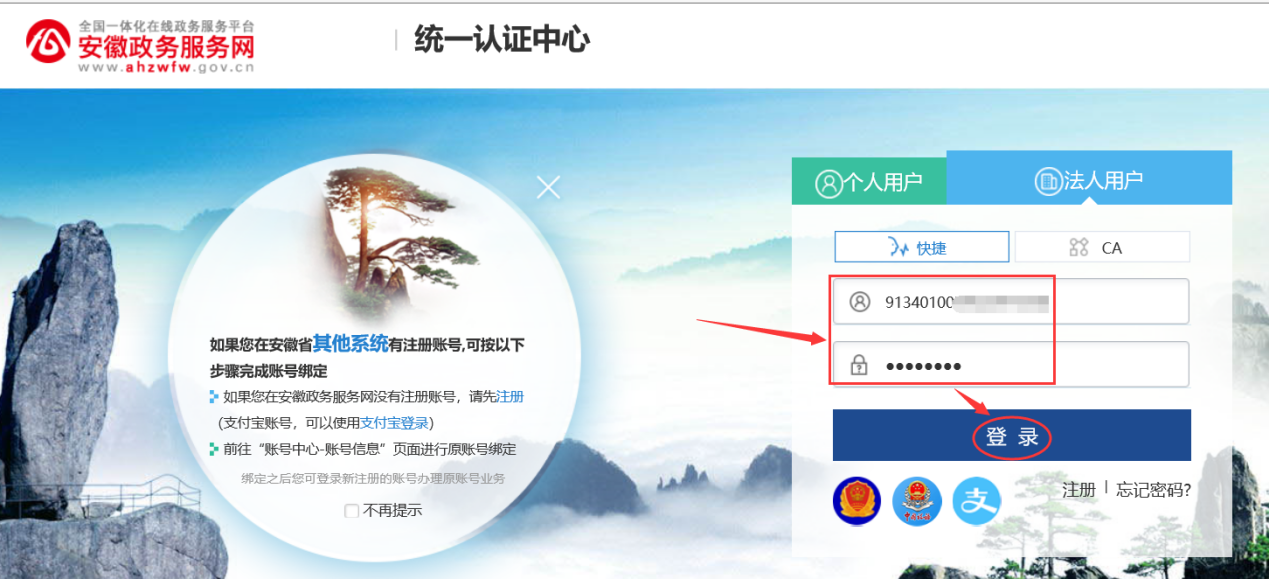 全国一体化在线政务服务平台
安徽政务服务网
www.ahzwfw.gov.cn
统一认证中心
如果您在安徽省其他系统有注册账号,可按以下
步骤完成账号绑定
如果您在安徽政务服务网没有注册账号，请先注册
(支付宝账号，可以使用支付宝登录)
前往“账号中心-账号信息”页面进行原账号绑定
绑定之后您可登录新注册的账号办理原账号业务
不再提示
个人用户
法人用户
快捷
CA
91340100
••••••••
登 录
支
注册 | 忘记密码?